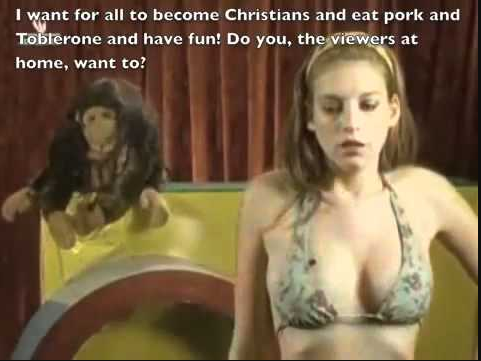 I want for all to become Christians and eat pork and
Toblerone and have fun! Do you, the viewers at
home, want to?